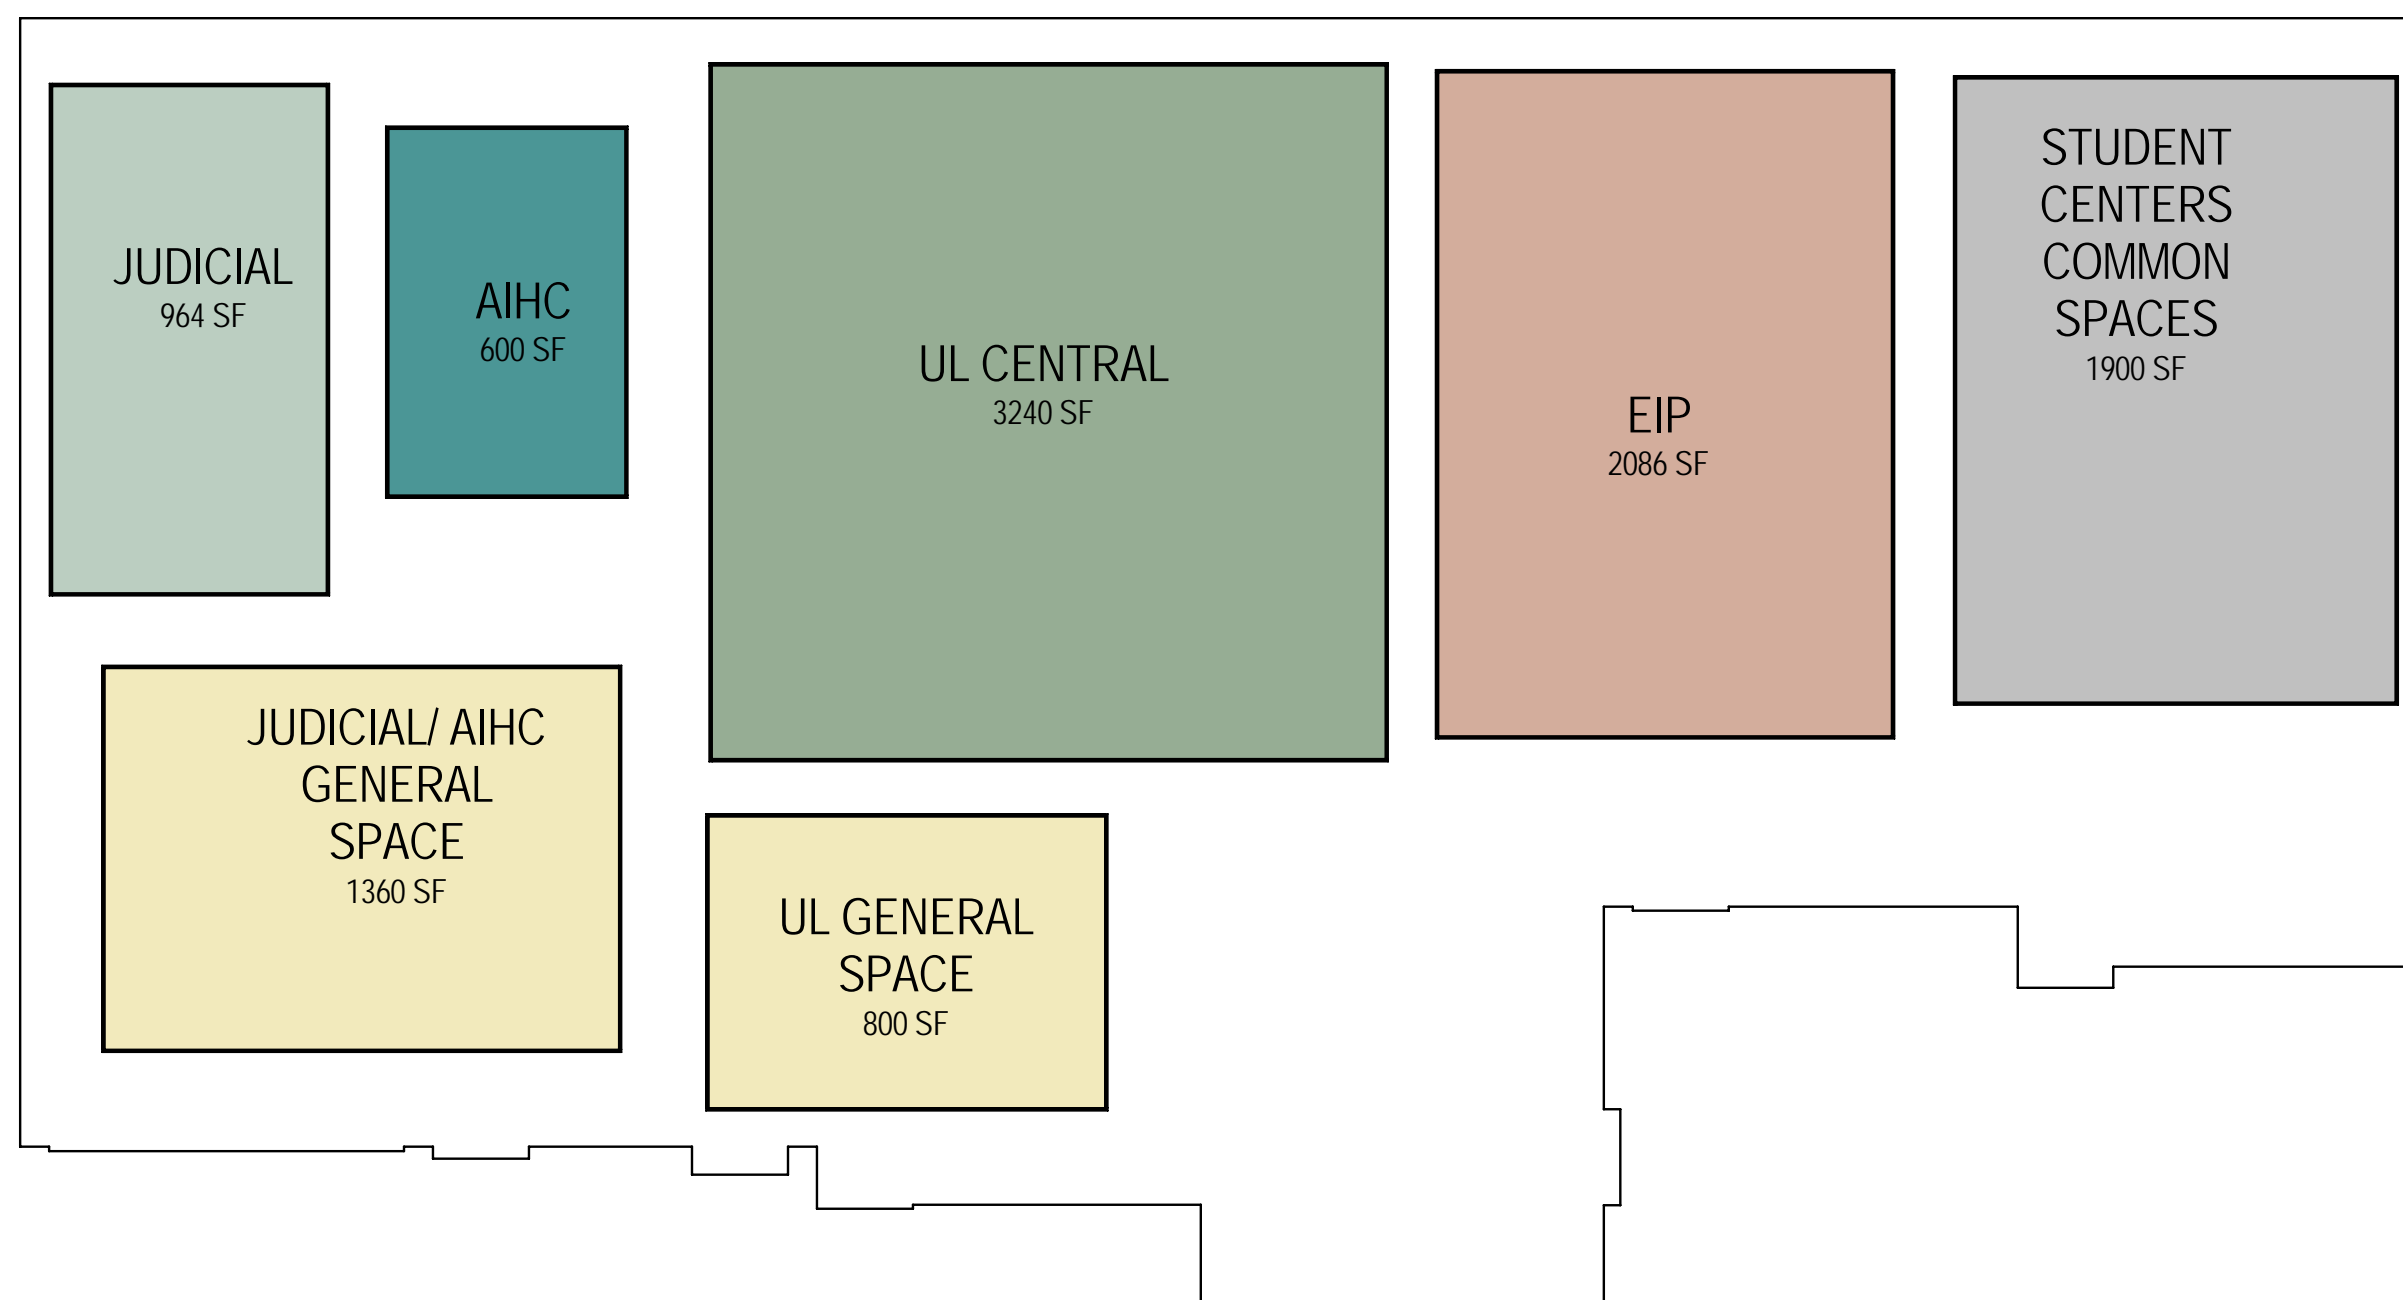 JUDICIAL
964 SF
AIHC
600 SF
UL CENTRAL
3240 SF
EIP
2086 SF
STUDENT
CENTERS
COMMON
SPACES
1900 SF
JUDICIAL/ AIHC
GENERAL
SPACE
1360 SF
UL GENERAL
SPACE
800 SF